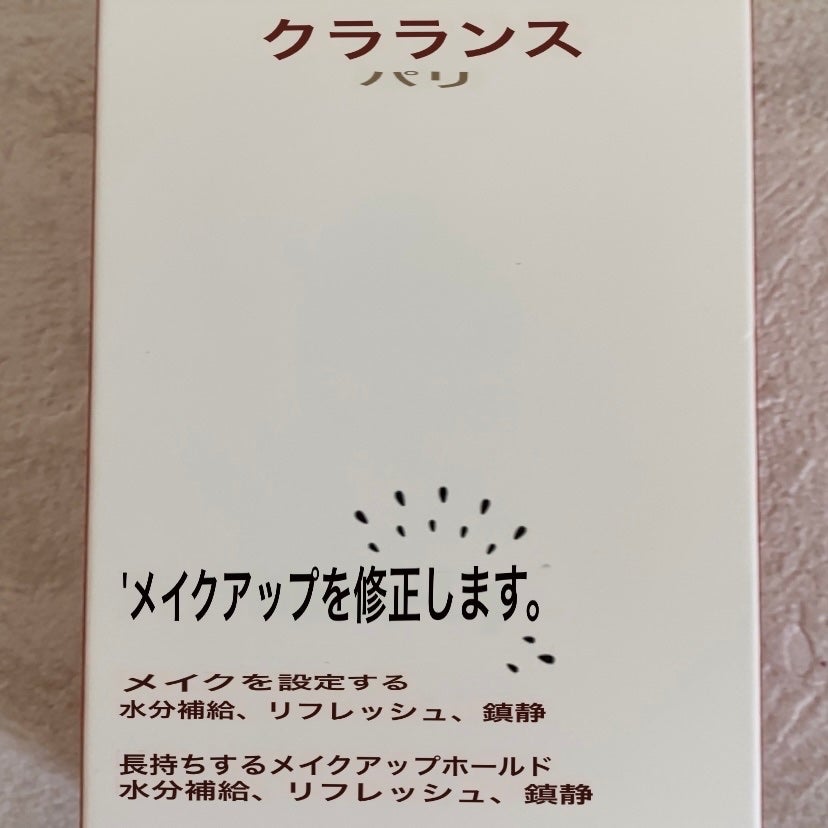 クラランス
パリ
'メイクアップを修正します。
メイクを設定する
水分補給、リフレッシュ、鎮静
長持ちするメイクアップホールド
水分補給、リフレッシュ、鎮静